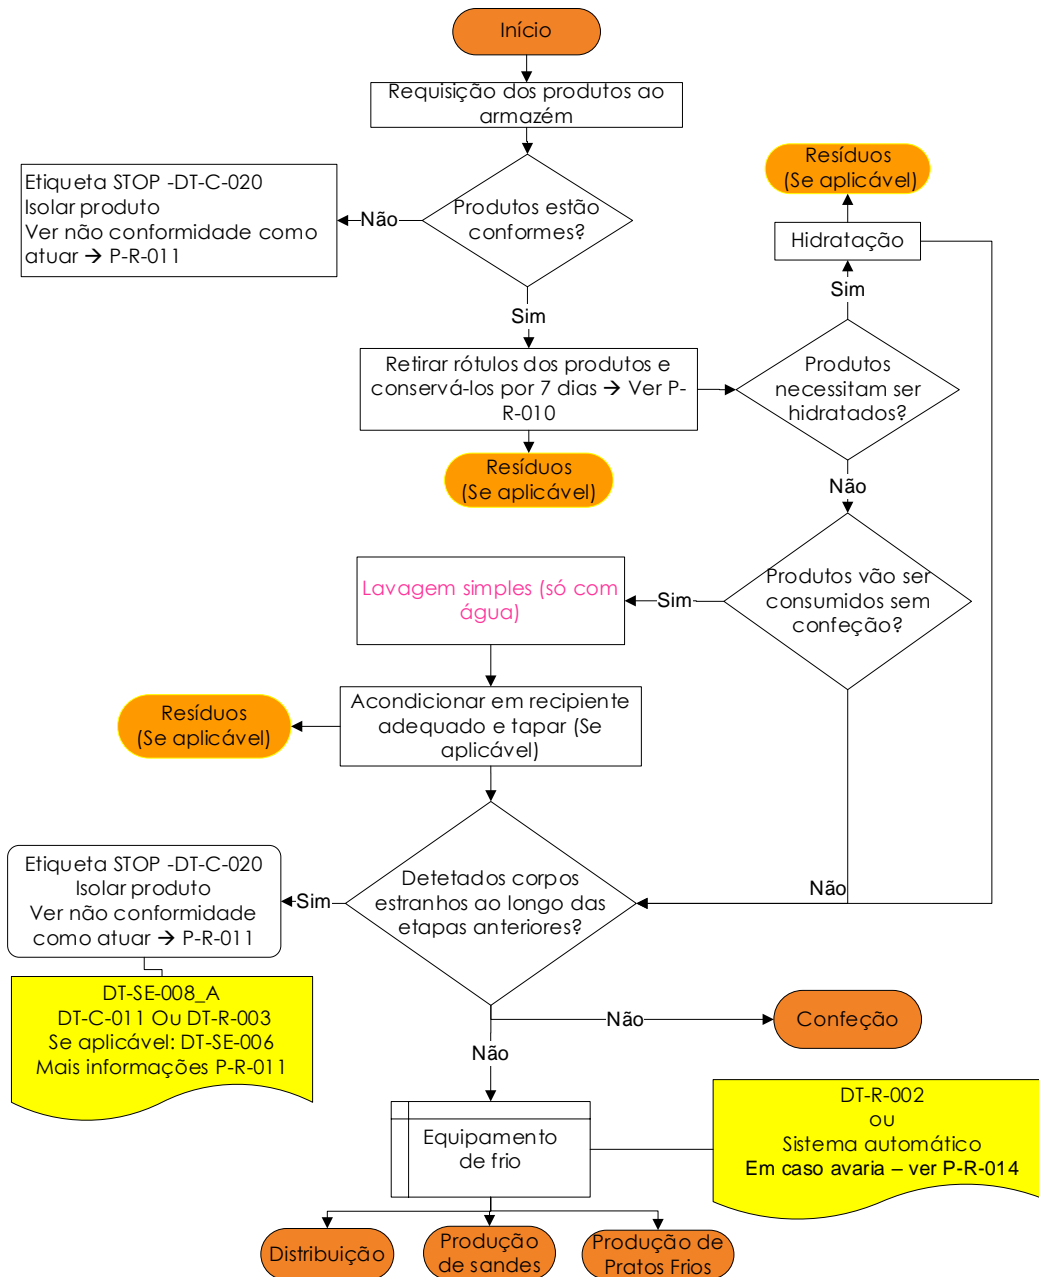 Início
Requisição dos produtos ao
armazém
Resíduos
(Se aplicável)
Etiqueta STOP -DT-C-020
Isolar produto
Ver não conformidade como
atuar → P-R-011
Não
Produtos estão
conformes?
Hidratação
Sim
Sim
Retirar rótulos dos produtos e
conservá-los por 7 dias → Ver P-
R-010
Produtos
necessitam ser
hidratados?
Resíduos
(Se aplicável)
Não
Lavagem simples (só com
água)
Sim
Produtos vão ser
consumidos sem
confeção?
Resíduos
(Se aplicável)
Acondicionar em recipiente
adequado e tapar (Se
aplicável)
Etiqueta STOP -DT-C-020
Isolar produto
Ver não conformidade
como atuar → P-R-011
Sim
Detetados corpos
estranhos ao longo das
etapas anteriores?
Não
DT-SE-008_A
DT-C-011 Ou DT-R-003
Se aplicável: DT-SE-006
Mais informações P-R-011
Não
Confeção
Não
Equipamento
de frio
DT-R-002
ou
Sistema automático
Em caso avaria – ver P-R-014
Distribuição
Produção
de sandes
Produção de
Pratos Frios